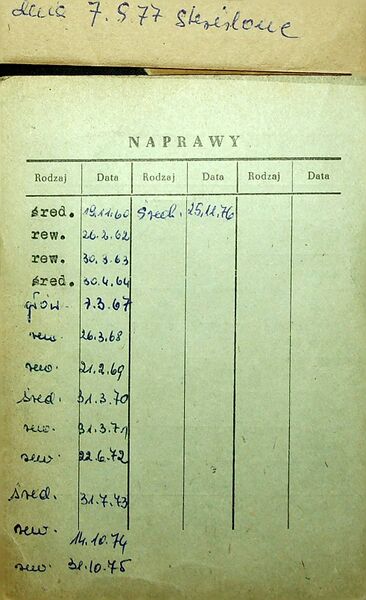 dnia 7.5.77 skreślone
NAPRAWY
Rodzaj Data Rodzaj Data Rodzaj Data
śred. 19.11.60 śred. 25.11.76
rew. 26.2.62
rew. 30.3.63
śred. 30.4.64
głów. 7.3.67
rew. 26.3.68
rew. 21.2.69
śred. 31.3.70
rew. 31.3.71
rew. 22.6.72
śred. 31.7.73
rew. 14.10.74
rew. 31.10.75